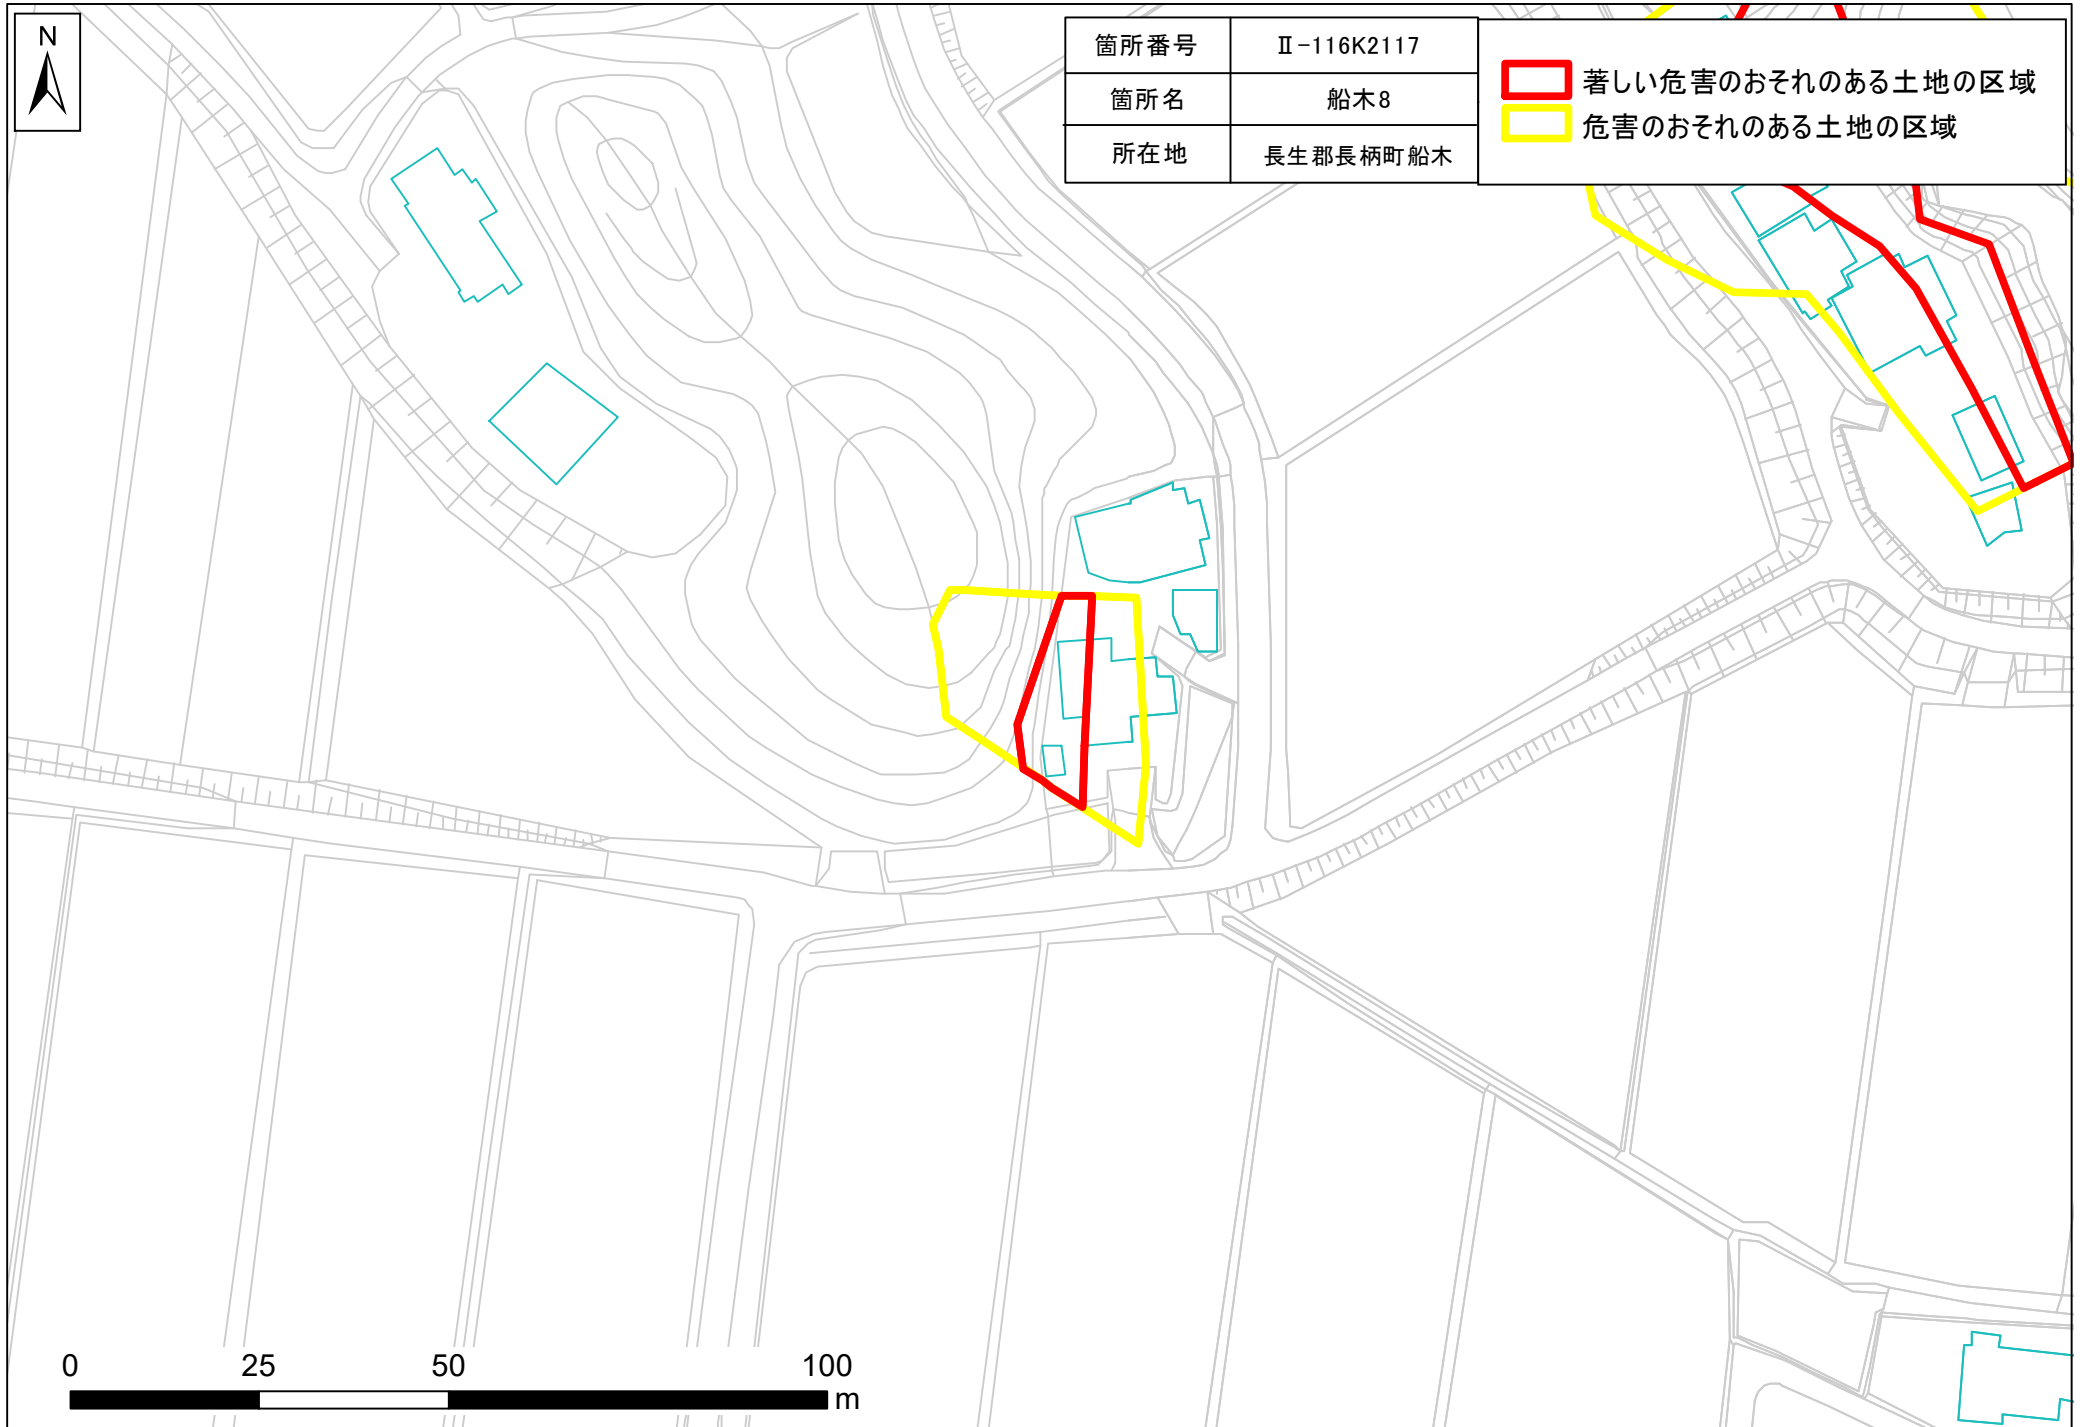 N
箇所番号 Ⅱ-116K2117
箇所名 船木8
所在地 長生郡長柄町船木
著しい危害のおそれのある土地の区域
危害のおそれのある土地の区域
0 25 50 100
m